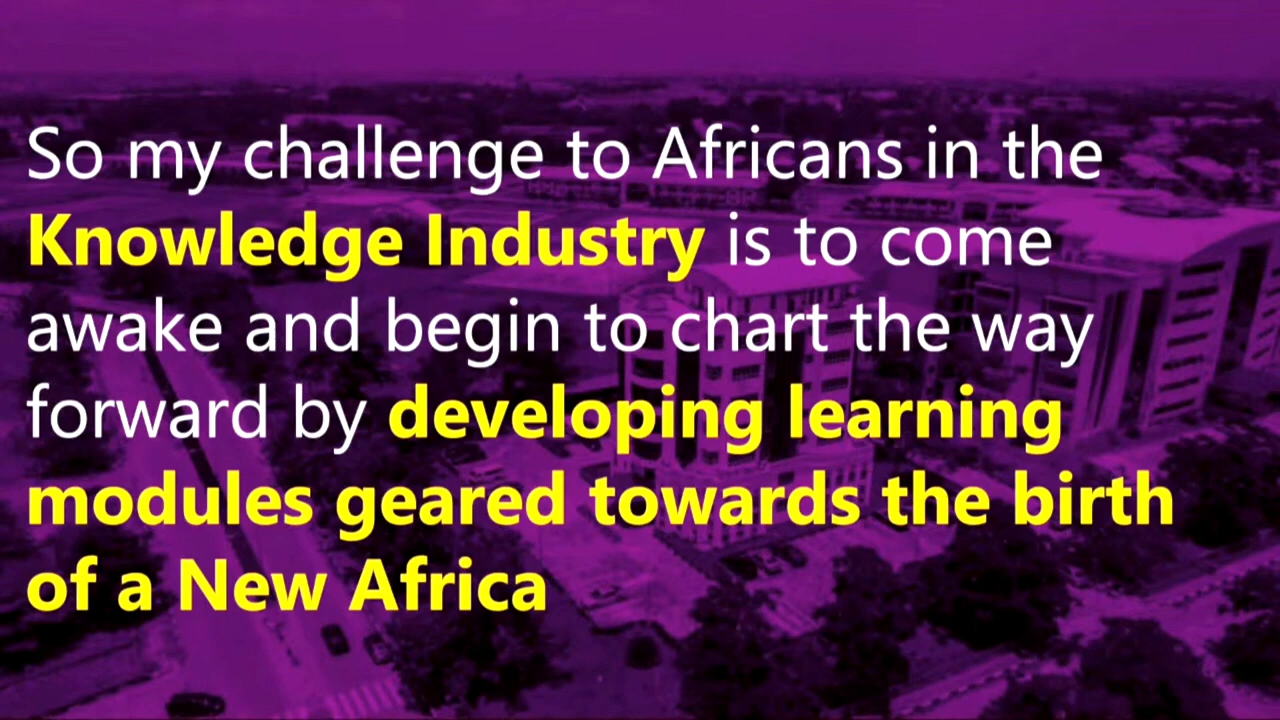 So my challenge to Africans in the
Knowledge Industry is to come
awake and begin to chart the way
forward by developing learning
modules geared towards the birth
of a New Africa